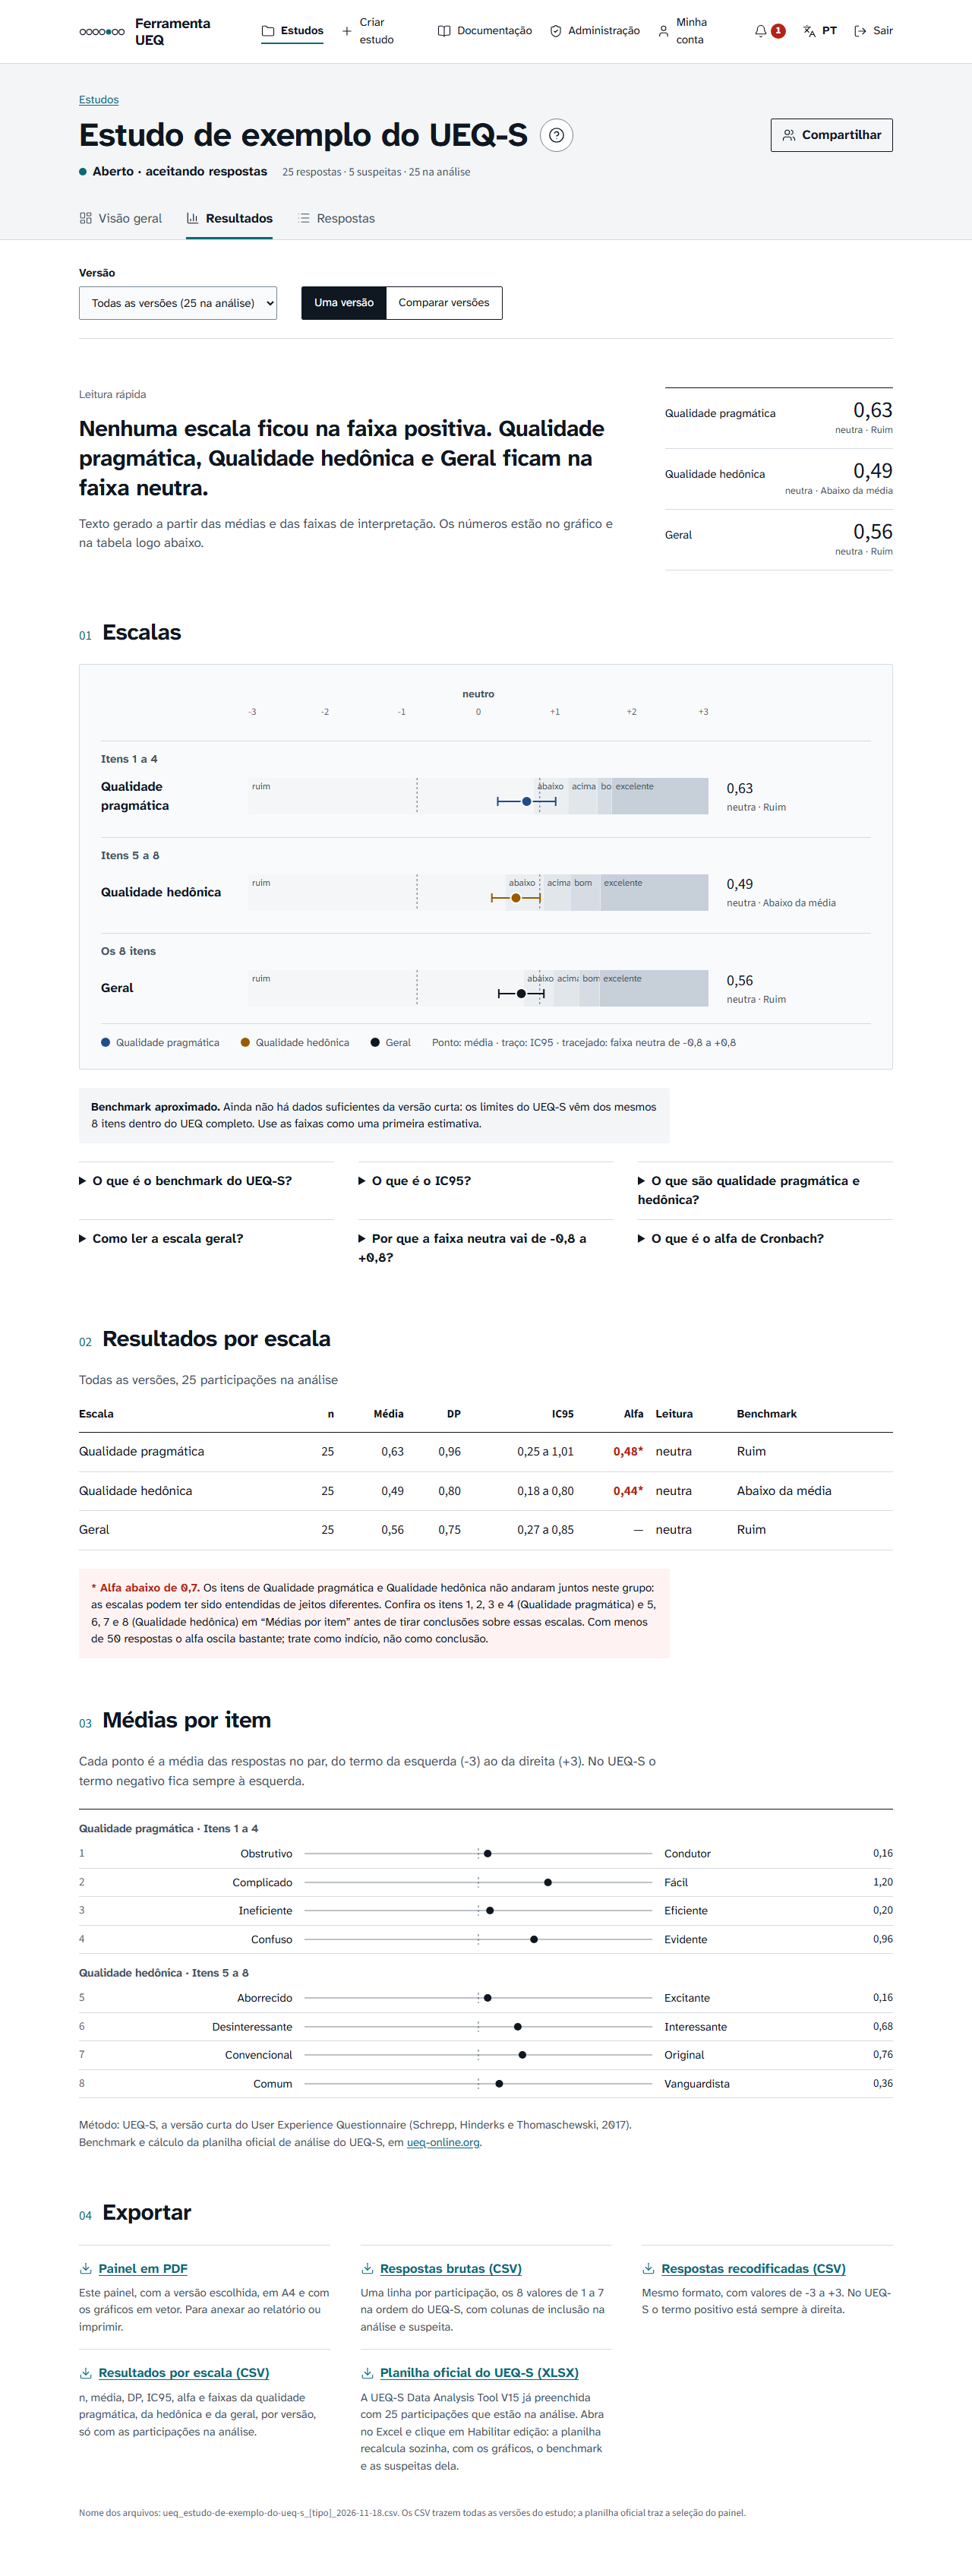 Ferramenta
UEQ
Estudos
Criar
estudo
Documentação
Administração
Minha
conta
1
PT
Sair
Estudos
Estudo de exemplo do UEQ-S
?
Compartilhar
Aberto · aceitando respostas 25 respostas · 5 suspeitas · 25 na análise
Visão geral Resultados Respostas
Versão
Todas as versões (25 na análise) Uma versão Comparar versões
Leitura rápida
Nenhuma escala ficou na faixa positiva. Qualidade
pragmática, Qualidade hedônica e Geral ficam na
faixa neutra.
Texto gerado a partir das médias e das faixas de interpretação. Os números estão no gráfico e
na tabela logo abaixo.
Qualidade pragmática 0,63
neutra · Ruim
Qualidade hedônica 0,49
neutra · Abaixo da média
Geral 0,56
neutra · Ruim
01 Escalas
neutro
-3 -2 -1 0 +1 +2 +3
Itens 1 a 4
Qualidade
pragmática
ruim abaixo acima bo excelente
0,63
neutra · Ruim
Itens 5 a 8
Qualidade hedônica
ruim abaixo acima bom excelente
0,49
neutra · Abaixo da média
Os 8 itens
Geral
ruim abaixo acima bom excelente
0,56
neutra · Ruim
Qualidade pragmática Qualidade hedônica Geral Ponto: média · traço: IC95 · tracejado: faixa neutra de -0,8 a +0,8
Benchmark aproximado. Ainda não há dados suficientes da versão curta: os limites do UEQ-S vêm dos mesmos
8 itens dentro do UEQ completo. Use as faixas como uma primeira estimativa.
O que é o benchmark do UEQ-S?
O que é o IC95?
O que são qualidade pragmática e
hedônica?
Como ler a escala geral?
Por que a faixa neutra vai de -0,8 a
+0,8?
O que é o alfa de Cronbach?
02 Resultados por escala
Todas as versões, 25 participações na análise
Escala n Média DP IC95 Alfa Leitura Benchmark
Qualidade pragmática 25 0,63 0,96 0,25 a 1,01 0,48* neutra Ruim
Qualidade hedônica 25 0,49 0,80 0,18 a 0,80 0,44* neutra Abaixo da média
Geral 25 0,56 0,75 0,27 a 0,85 — neutra Ruim
* Alfa abaixo de 0,7. Os itens de Qualidade pragmática e Qualidade hedônica não andaram juntos neste grupo:
as escalas podem ter sido entendidas de jeitos diferentes. Confira os itens 1, 2, 3 e 4 (Qualidade pragmática) e 5,
6, 7 e 8 (Qualidade hedônica) em “Médias por item” antes de tirar conclusões sobre essas escalas. Com menos
de 50 respostas o alfa oscila bastante; trate como indício, não como conclusão.
03 Médias por item
Cada ponto é a média das respostas no par, do termo da esquerda (-3) ao da direita (+3). No UEQ-S o
termo negativo fica sempre à esquerda.
Qualidade pragmática · Itens 1 a 4
1 Obstrutivo Condutor 0,16
2 Complicado Fácil 1,20
3 Ineficiente Eficiente 0,20
4 Confuso Evidente 0,96
Qualidade hedônica · Itens 5 a 8
5 Aborrecido Excitante 0,16
6 Desinteressante Interessante 0,68
7 Convencional Original 0,76
8 Comum Vanguardista 0,36
Método: UEQ-S, a versão curta do User Experience Questionnaire (Schrepp, Hinderks e Thomaschewski, 2017).
Benchmark e cálculo da planilha oficial de análise do UEQ-S, em ueq-online.org.
04 Exportar
Painel em PDF
Este painel, com a versão escolhida, em A4 e com
os gráficos em vetor. Para anexar ao relatório ou
imprimir.
Respostas brutas (CSV)
Uma linha por participação, os 8 valores de 1 a 7
na ordem do UEQ-S, com colunas de inclusão na
análise e suspeita.
Respostas recodificadas (CSV)
Mesmo formato, com valores de -3 a +3. No UEQ-
S o termo positivo está sempre à direita.
Resultados por escala (CSV)
n, média, DP, IC95, alfa e faixas da qualidade
pragmática, da hedônica e da geral, por versão,
só com as participações na análise.
Planilha oficial do UEQ-S (XLSX)
A UEQ-S Data Analysis Tool V15 já preenchida
com 25 participações que estão na análise. Abra
no Excel e clique em Habilitar edição: a planilha
recalcula sozinha, com os gráficos, o benchmark
e as suspeitas dela.
Nome dos arquivos: ueq_estudo-de-exemplo-do-ueq-s_[tipo]_2026-11-18.csv. Os CSV trazem todas as versões do estudo; a planilha oficial traz a seleção do painel.